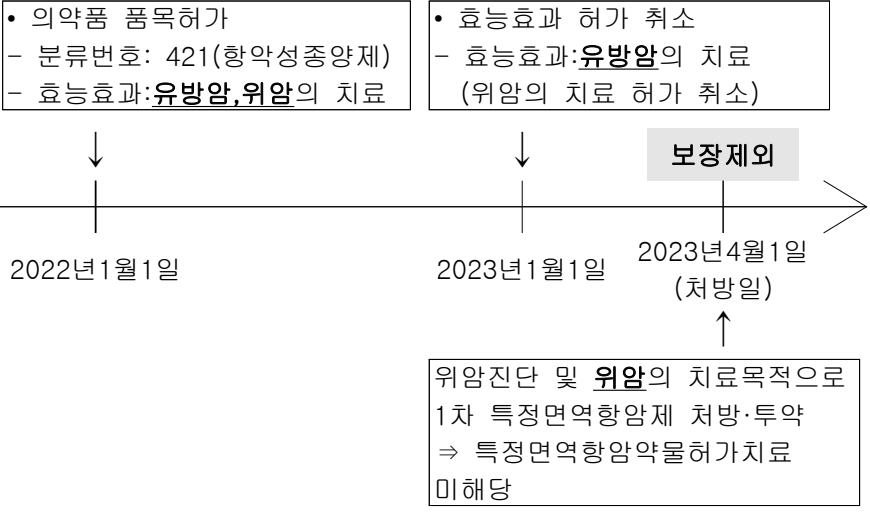 • 의약품 품목허가
- 분류번호: 421(항악성종양제)
- 효능효과:유방암,위암의 치료
• 효능효과 허가 취소
- 효능효과:유방암의 치료
(위암의 치료 허가 취소)
보장제외
2022년1월1일
2023년1월1일
2023년4월1일
(처방일)
위암진단 및 위암의 치료목적으로
1차 특정면역항암제 처방·투약
⇒ 특정면역항암약물허가치료
미해당